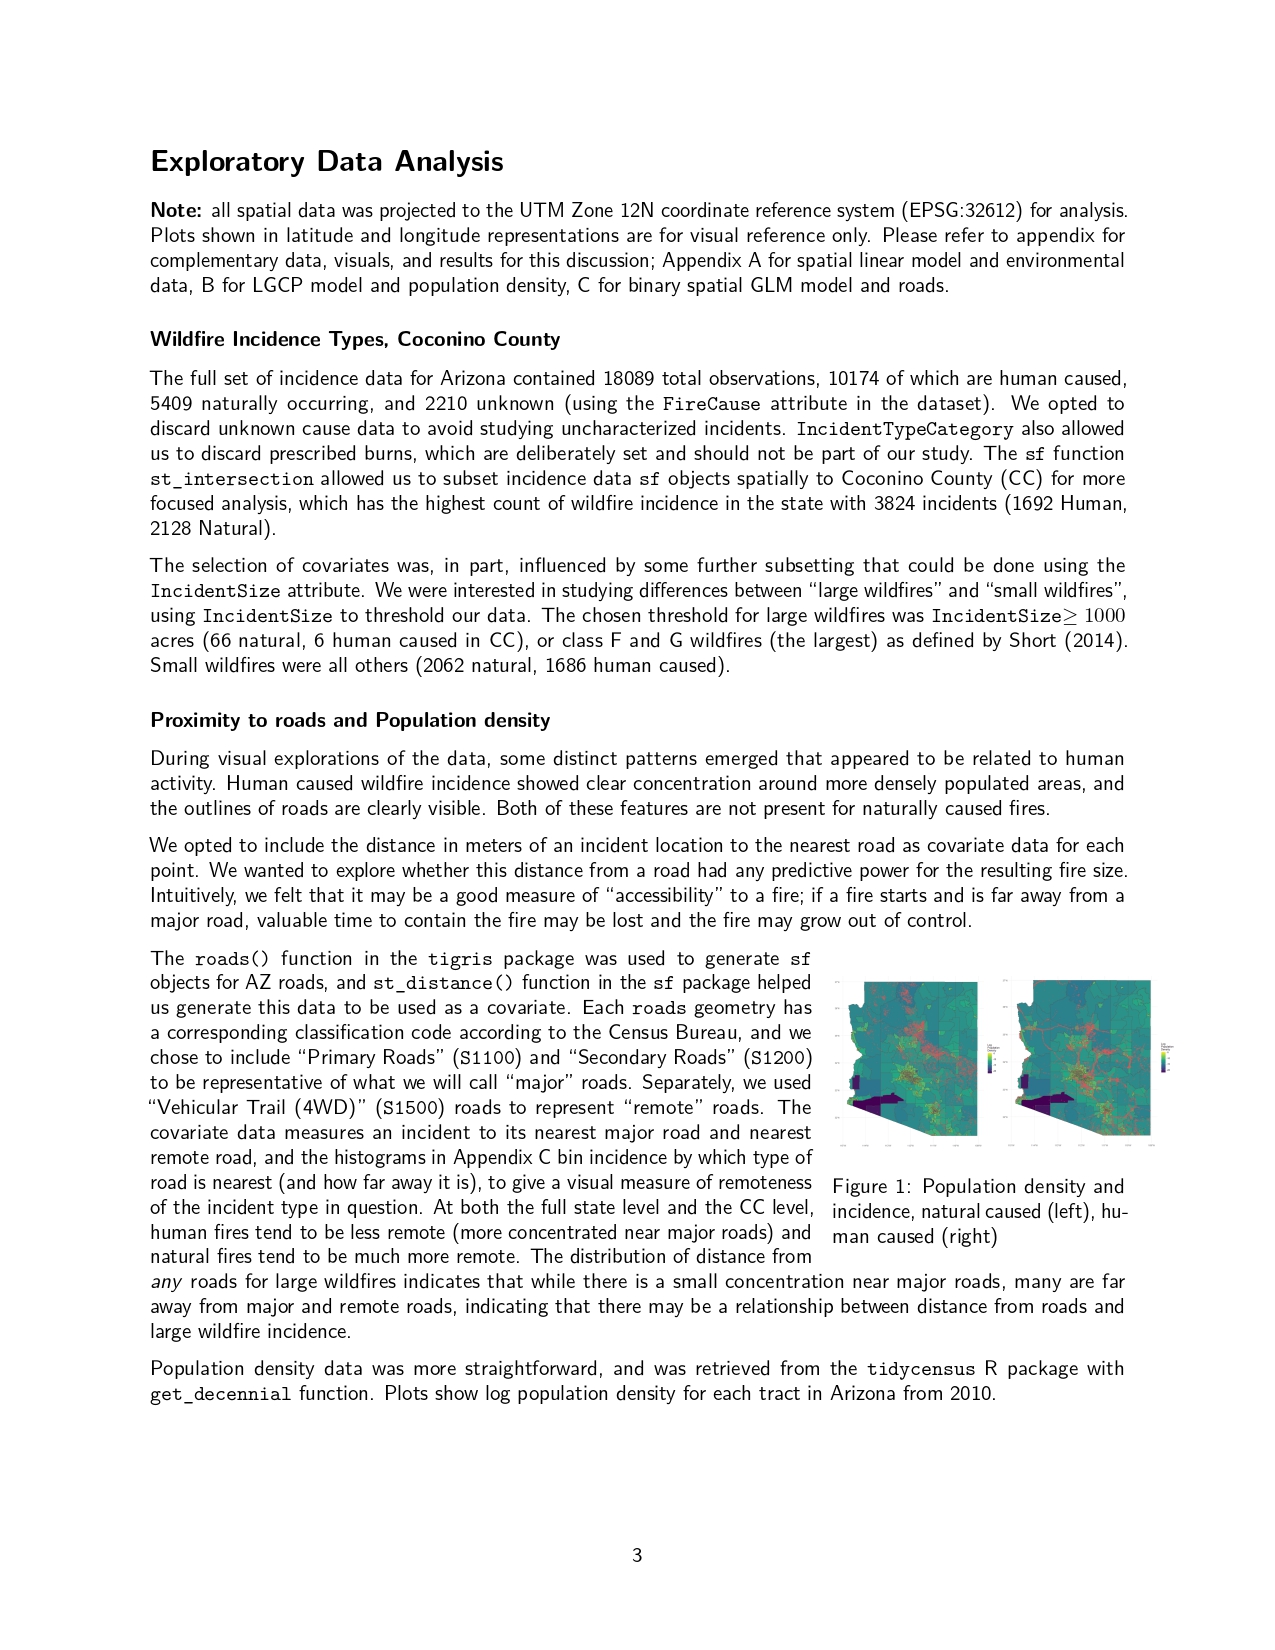 Exploratory Data Analysis
Note: all spatial data was projected to the UTM Zone 12N coordinate reference system (EPSG:32612) for analysis.
Plots shown in latitude and longitude representations are for visual reference only. Please refer to appendix for
complementary data, visuals, and results for this discussion; Appendix A for spatial linear model and environmental
data, B for LGCP model and population density, C for binary spatial GLM model and roads.
Wildfire Incidence Types, Coconino County
The full set of incidence data for Arizona contained 18089 total observations, 10174 of which are human caused,
5409 naturally occurring, and 2210 unknown (using the FireCause attribute in the dataset). We opted to
discard unknown cause data to avoid studying uncharacterized incidents. IncidentTypeCategory also allowed
us to discard prescribed burns, which are deliberately set and should not be part of our study. The sf function
st_intersection allowed us to subset incidence data sf objects spatially to Coconino County (CC) for more
focused analysis, which has the highest count of wildfire incidence in the state with 3824 incidents (1692 Human,
2128 Natural).
The selection of covariates was, in part, influenced by some further subsetting that could be done using the
IncidentSize attribute. We were interested in studying differences between “large wildfires” and “small wildfires”,
using IncidentSize to threshold our data. The chosen threshold for large wildfires was IncidentSize≥ 1000
acres (66 natural, 6 human caused in CC), or class F and G wildfires (the largest) as defined by Short (2014).
Small wildfires were all others (2062 natural, 1686 human caused).
Proximity to roads and Population density
During visual explorations of the data, some distinct patterns emerged that appeared to be related to human
activity. Human caused wildfire incidence showed clear concentration around more densely populated areas, and
the outlines of roads are clearly visible. Both of these features are not present for naturally caused fires.
We opted to include the distance in meters of an incident location to the nearest road as covariate data for each
point. We wanted to explore whether this distance from a road had any predictive power for the resulting fire size.
Intuitively, we felt that it may be a good measure of “accessibility” to a fire; if a fire starts and is far away from a
major road, valuable time to contain the fire may be lost and the fire may grow out of control.
The roads() function in the tigris package was used to generate sf
objects for AZ roads, and st_distance() function in the sf package helped
us generate this data to be used as a covariate. Each roads geometry has
a corresponding classification code according to the Census Bureau, and we
chose to include “Primary Roads” (S1100) and “Secondary Roads” (S1200)
to be representative of what we will call “major” roads. Separately, we used
“Vehicular Trail (4WD)” (S1500) roads to represent “remote” roads. The
covariate data measures an incident to its nearest major road and nearest
remote road, and the histograms in Appendix C bin incidence by which type of
road is nearest (and how far away it is), to give a visual measure of remoteness
of the incident type in question. At both the full state level and the CC level,
human fires tend to be less remote (more concentrated near major roads) and
natural fires tend to be much more remote. The distribution of distance from
any roads for large wildfires indicates that while there is a small concentration near major roads, many are far
away from major and remote roads, indicating that there may be a relationship between distance from roads and
large wildfire incidence.
Figure 1: Population density and
incidence, natural caused (left), hu-
man caused (right)
Population density data was more straightforward, and was retrieved from the tidycensus R package with
get_decennial function. Plots show log population density for each tract in Arizona from 2010.
3